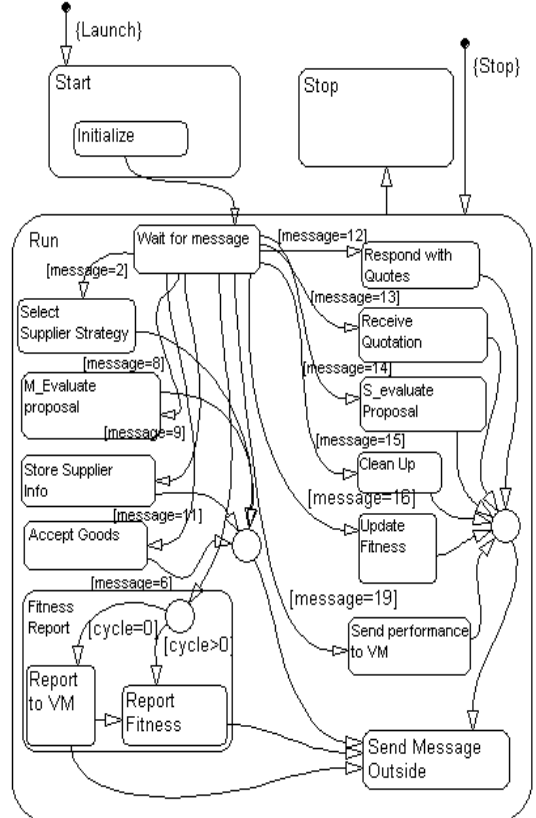 {Launch}
Start
Initialize
Stop
{Stop}
Run
Wait for message
[message=12]
Respond with
Quotes
[message=2]
Select
Supplier Strategy
[message=13]
Receive
Quotation
[message=8]
M_Evaluate
proposal
[message=14]
S_evaluate
Proposal
[message=9]
[message=15]
Clean Up
Store Supplier
Info
[message=16]
Update
Fitness
[message=11]
Accept Goods
[message=6]
[message=19]
Fitness
Report
[cycle=0]
[cycle>0]
Send performance
to VM
Report
to VM
Report
Fitness
Send Message
Outside